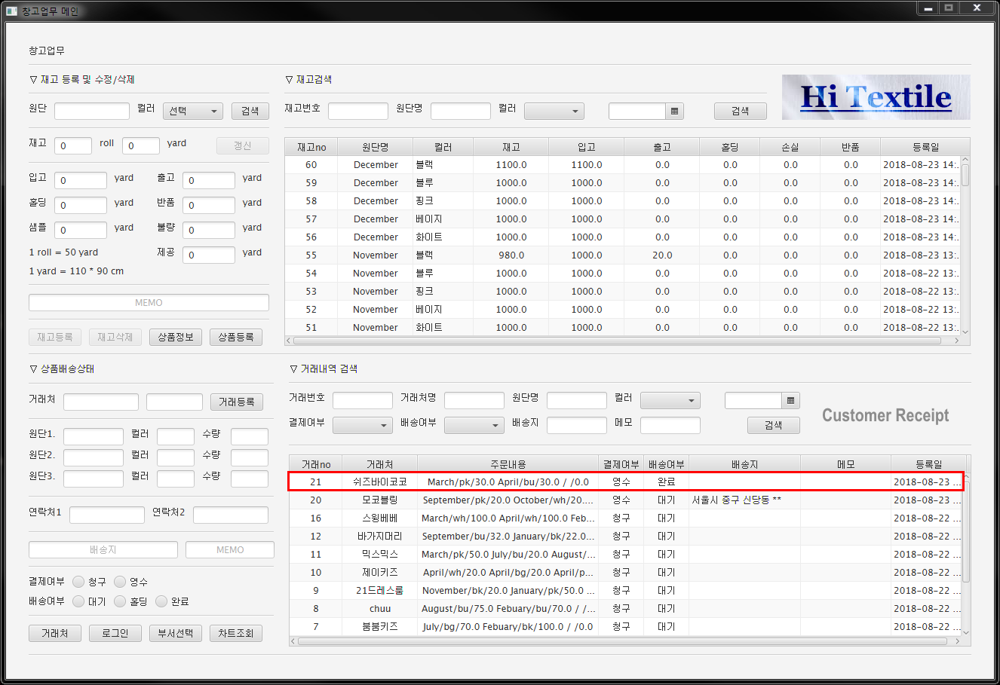 창고업무 메인
창고업무
▽ 재고 등록 및 수정/삭제
원단 컬러 선택 검색
재고 0 roll 0 yard 갱신
입고 0 yard 출고 0 yard
홀딩 0 yard 반품 0 yard
샘플 0 yard 불량 0 yard
1 roll = 50 yard 제공 0 yard
1 yard = 110 * 90 cm
MEMO
재고등록 재고삭제 상품정보 상품등록
▽ 재고검색
재고번호 원단명 컬러 검색
Hi Textile
재고no 원단명 컬러 재고 입고 출고 홀딩 손실 반품 등록일
60 December 블랙 1100.0 1100.0 0.0 0.0 0.0 0.0 2018-08-23 14:.
59 December 블루 1000.0 1000.0 0.0 0.0 0.0 0.0 2018-08-23 14:.
58 December 핑크 1000.0 1000.0 0.0 0.0 0.0 0.0 2018-08-23 14:.
57 December 베이지 1000.0 1000.0 0.0 0.0 0.0 0.0 2018-08-23 14:.
56 December 화이트 1000.0 1000.0 0.0 0.0 0.0 0.0 2018-08-23 14:.
55 November 블랙 980.0 1000.0 20.0 0.0 0.0 0.0 2018-08-23 13:.
54 November 블루 1000.0 1000.0 0.0 0.0 0.0 0.0 2018-08-22 13:.
53 November 핑크 1000.0 1000.0 0.0 0.0 0.0 0.0 2018-08-22 13:.
52 November 베이지 1000.0 1000.0 0.0 0.0 0.0 0.0 2018-08-22 13:.
51 November 화이트 1000.0 1000.0 0.0 0.0 0.0 0.0 2018-08-22 13:.
▽ 상품배송상태
거래처 거래등록
원단1. 컬러 수량
원단2. 컬러 수량
원단3. 컬러 수량
연락처1 연락처2
배송지 MEMO
결제여부 청구 영수
배송여부 대기 홀딩 완료
거래처 로그인 부서선택 차트조회
▽ 거래내역 검색
거래번호 거래처명 원단명 컬러
결제여부 배송여부 배송지 메모 검색
Customer Receipt
거래no 거래처 주문내용 결제여부 배송여부 배송지 메모 등록일
21 쉬즈바이코코 March/pk/30.0 April/bu/30.0 / /0.0 영수 완료 2018-08-23 ...
20 모코블링 September/pk/20.0 October/wh/20.... 영수 대기 서울시 중구 신당동 ** 2018-08-23 ...
16 스윙베베 March/wh/100.0 April/wh/100.0 Feb... 청구 대기 2018-08-22 ...
12 바가지머리 September/bu/32.0 January/bk/22.0... 청구 대기 2018-08-22 ...
11 믹스믹스 March/pk/50.0 July/bu/20.0 August/... 청구 대기 2018-08-22 ...
10 제이키즈 April/wh/20.0 April/bg/20.0 April/p... 청구 대기 2018-08-22 ...
9 21드레스룸 November/bk/20.0 January/pk/50.0 ... 청구 대기 2018-08-22 ...
8 chuu August/bu/75.0 Febuary/bu/70.0 / /... 청구 대기 2018-08-22 ...
7 붐붐키즈 July/bg/70.0 Febuary/bk/100.0 / /0.0 청구 대기 2018-08-22 ...